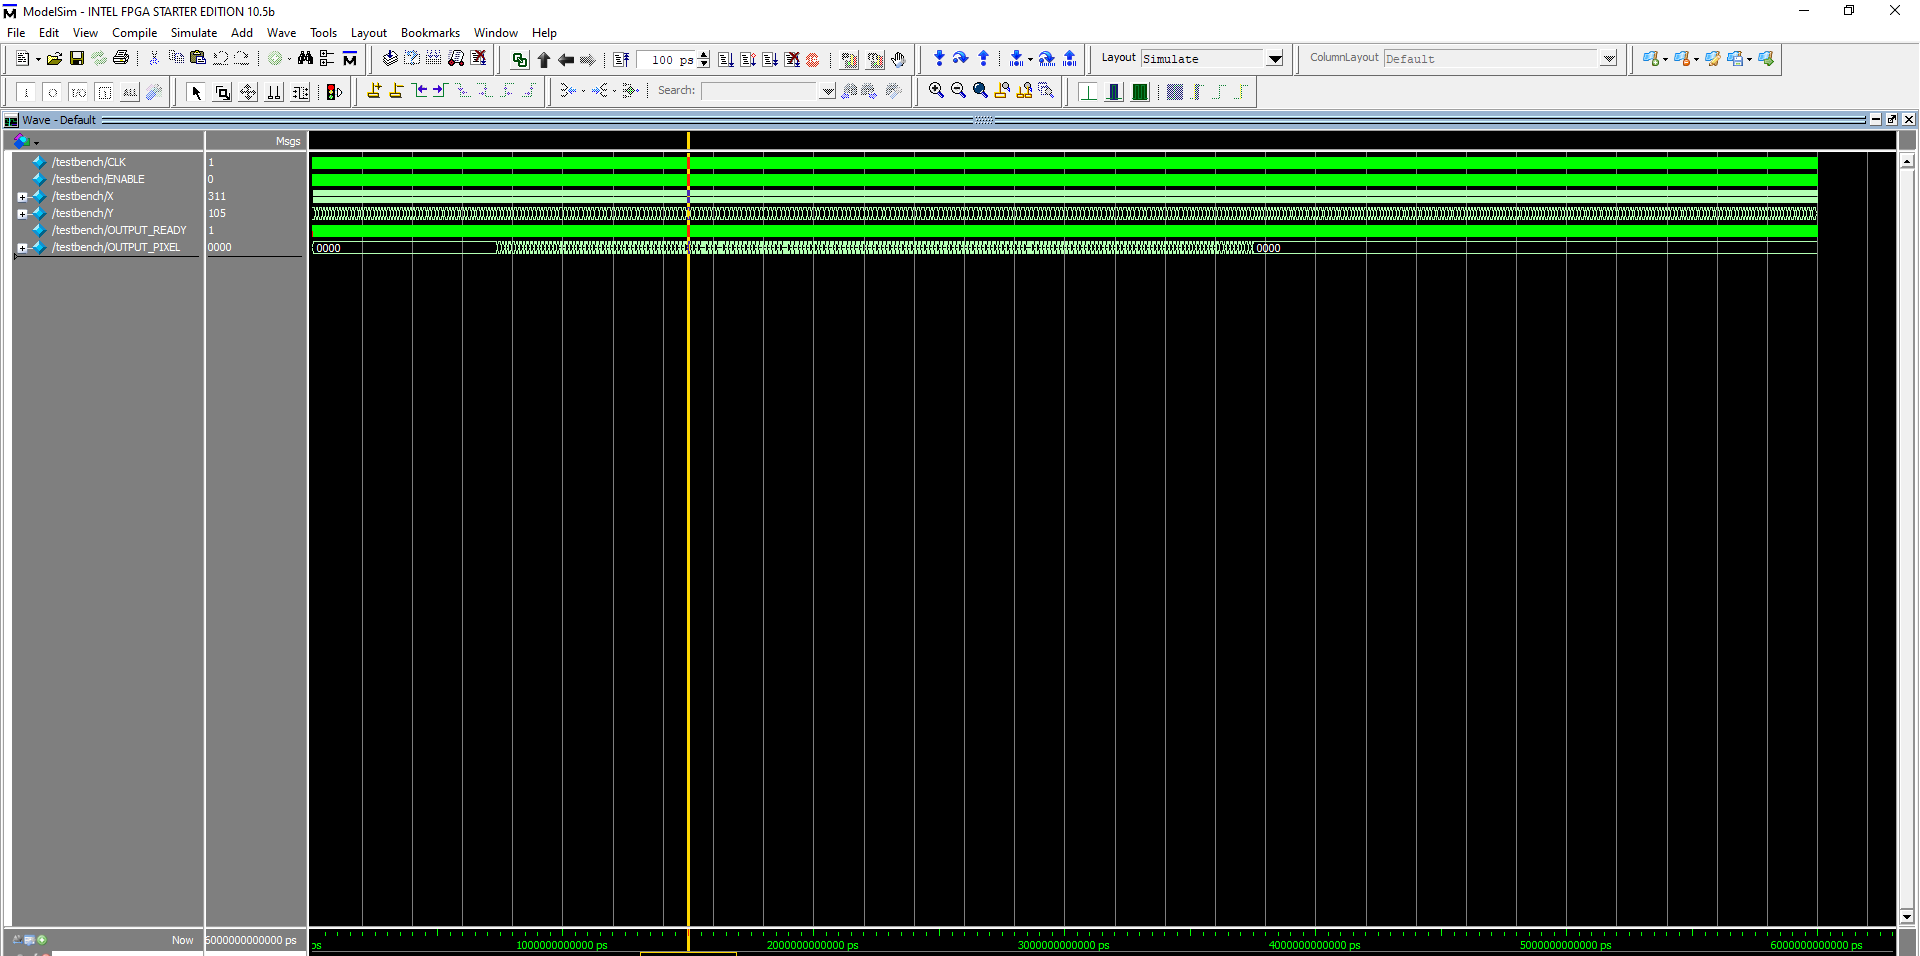 ModelSim - INTEL FPGA STARTER EDITION 10.5b
File Edit View Compile Simulate Add Wave Tools Layout Bookmarks Window Help
100 ps Layout Simulate ColumnLayout Default
ALL Search:
Wave - Default
Msgs
/testbench/CLK 1
/testbench/ENABLE 0
/testbench/X 311
/testbench/Y 105
/testbench/OUTPUT_READY 1
/testbench/OUTPUT_PIXEL 0000 0000 0000
Now 6000000000000 ps ps 1000000000000 ps 2000000000000 ps 3000000000000 ps 4000000000000 ps 5000000000000 ps 6000000000000 ps